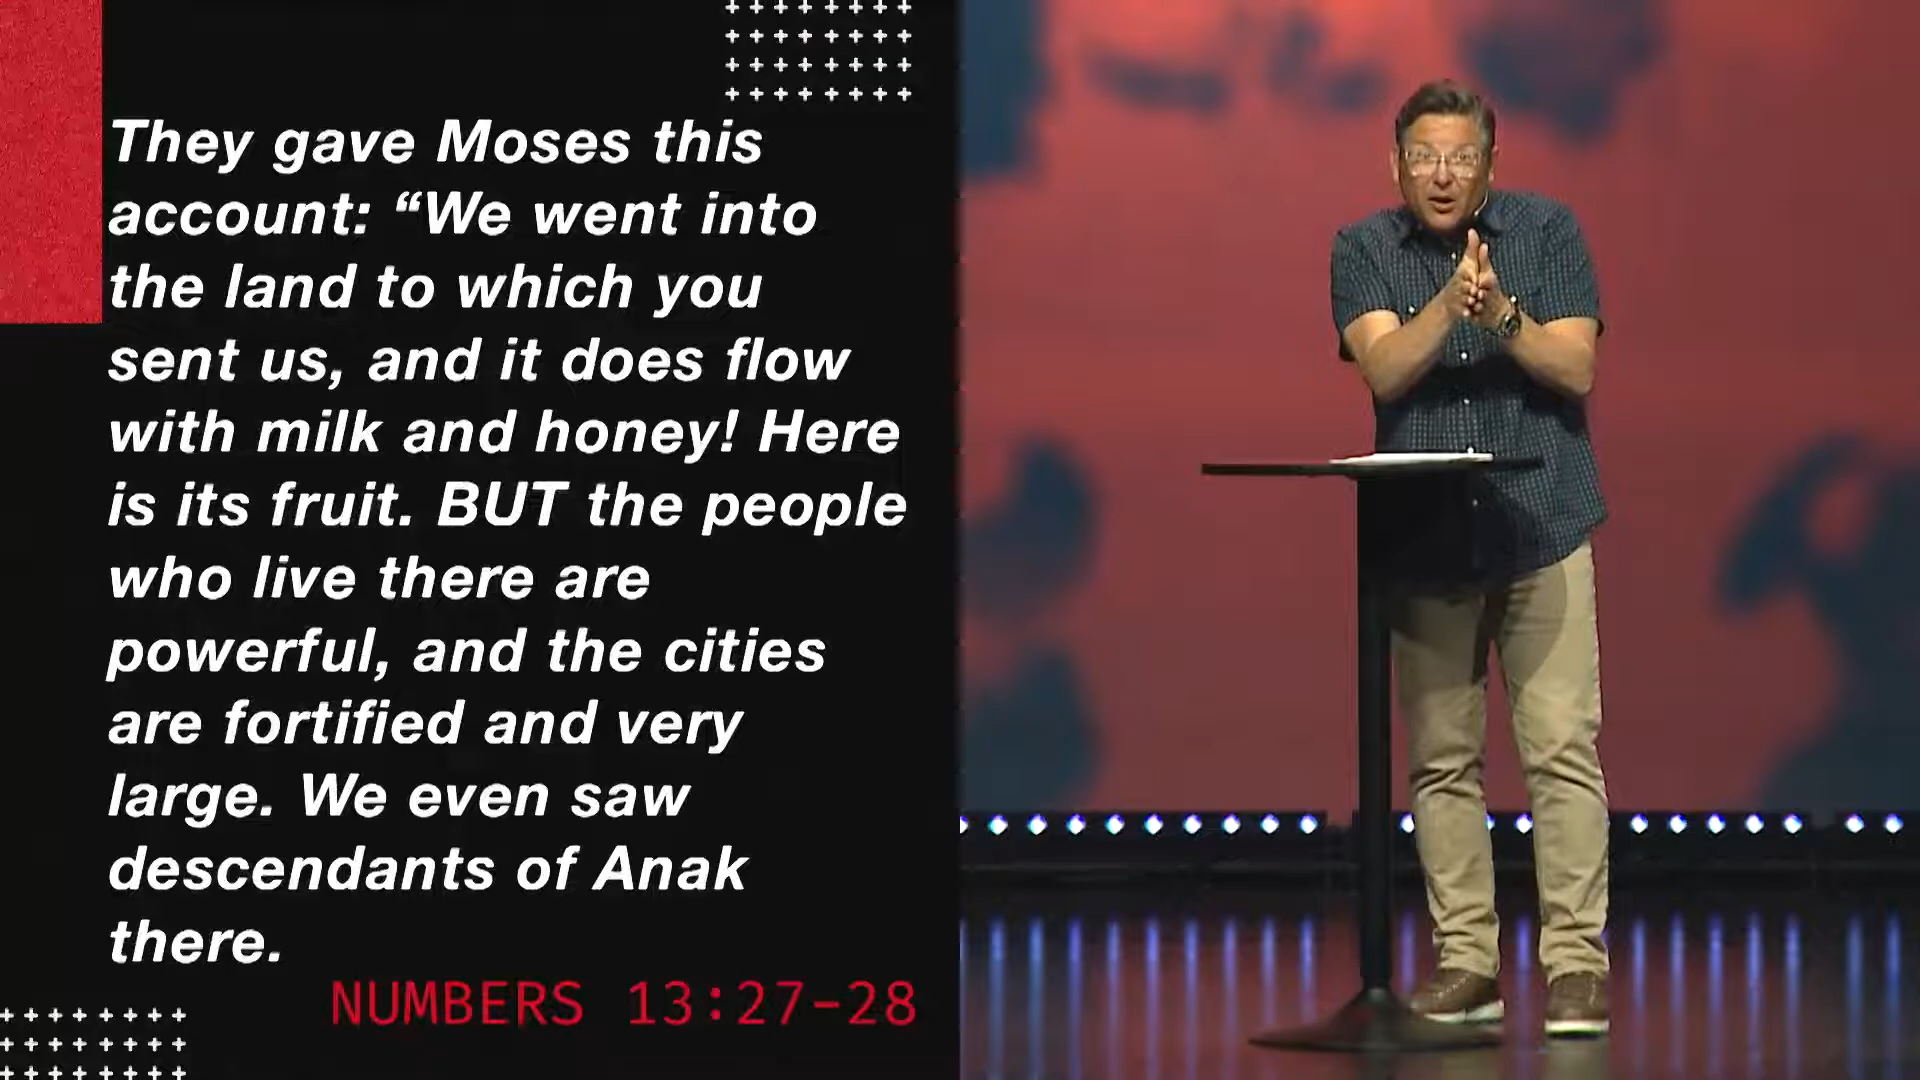 They gave Moses this
account: “We went into
the land to which you
sent us, and it does flow
with milk and honey! Here
is its fruit. BUT the people
who live there are
powerful, and the cities
are fortified and very
large. We even saw
descendants of Anak
there.
NUMBERS 13:27-28